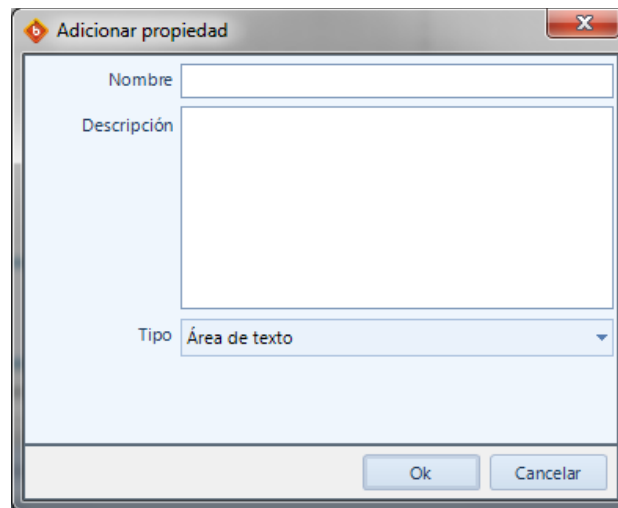 Adicionar propiedad
Nombre
Descripción
Tipo Área de texto
Ok Cancelar